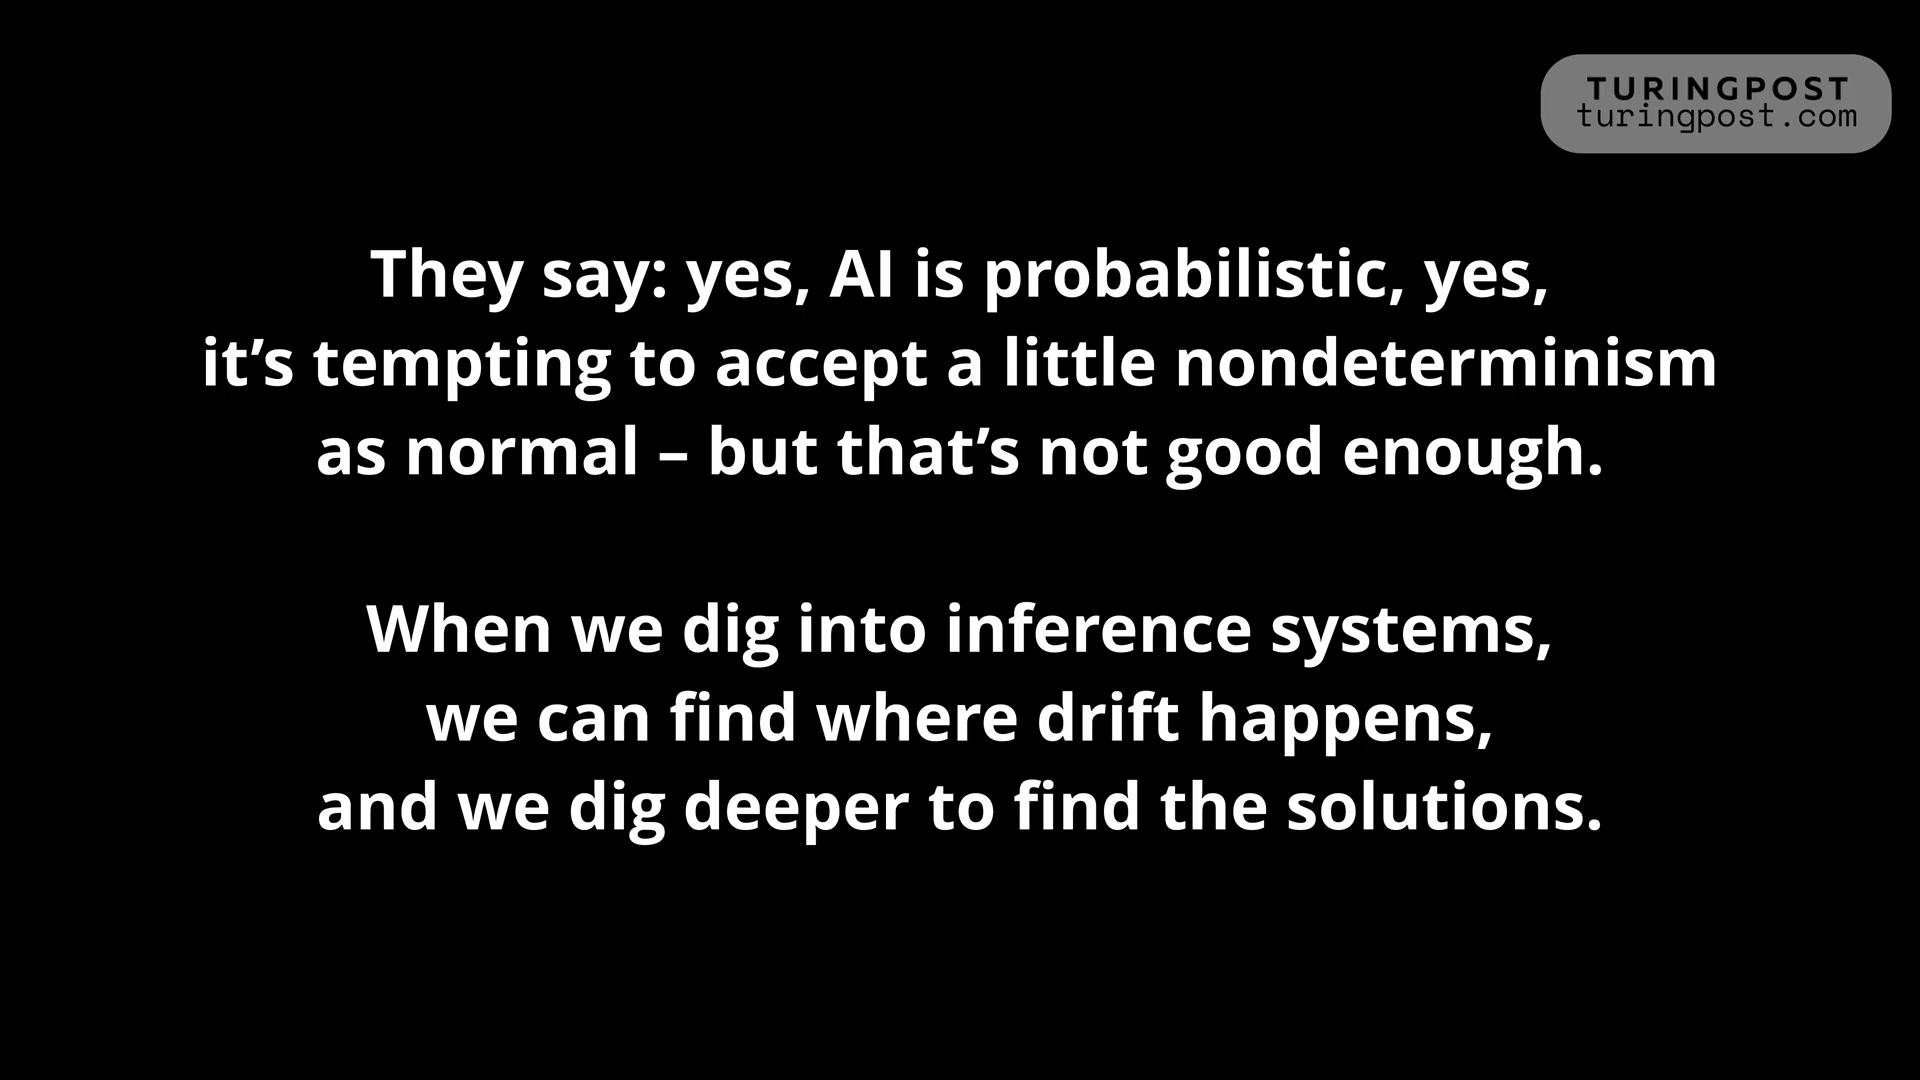 TURINGPOST
turingpost.com
They say: yes, AI is probabilistic, yes,
it’s tempting to accept a little nondeterminism
as normal – but that’s not good enough.
When we dig into inference systems,
we can find where drift happens,
and we dig deeper to find the solutions.